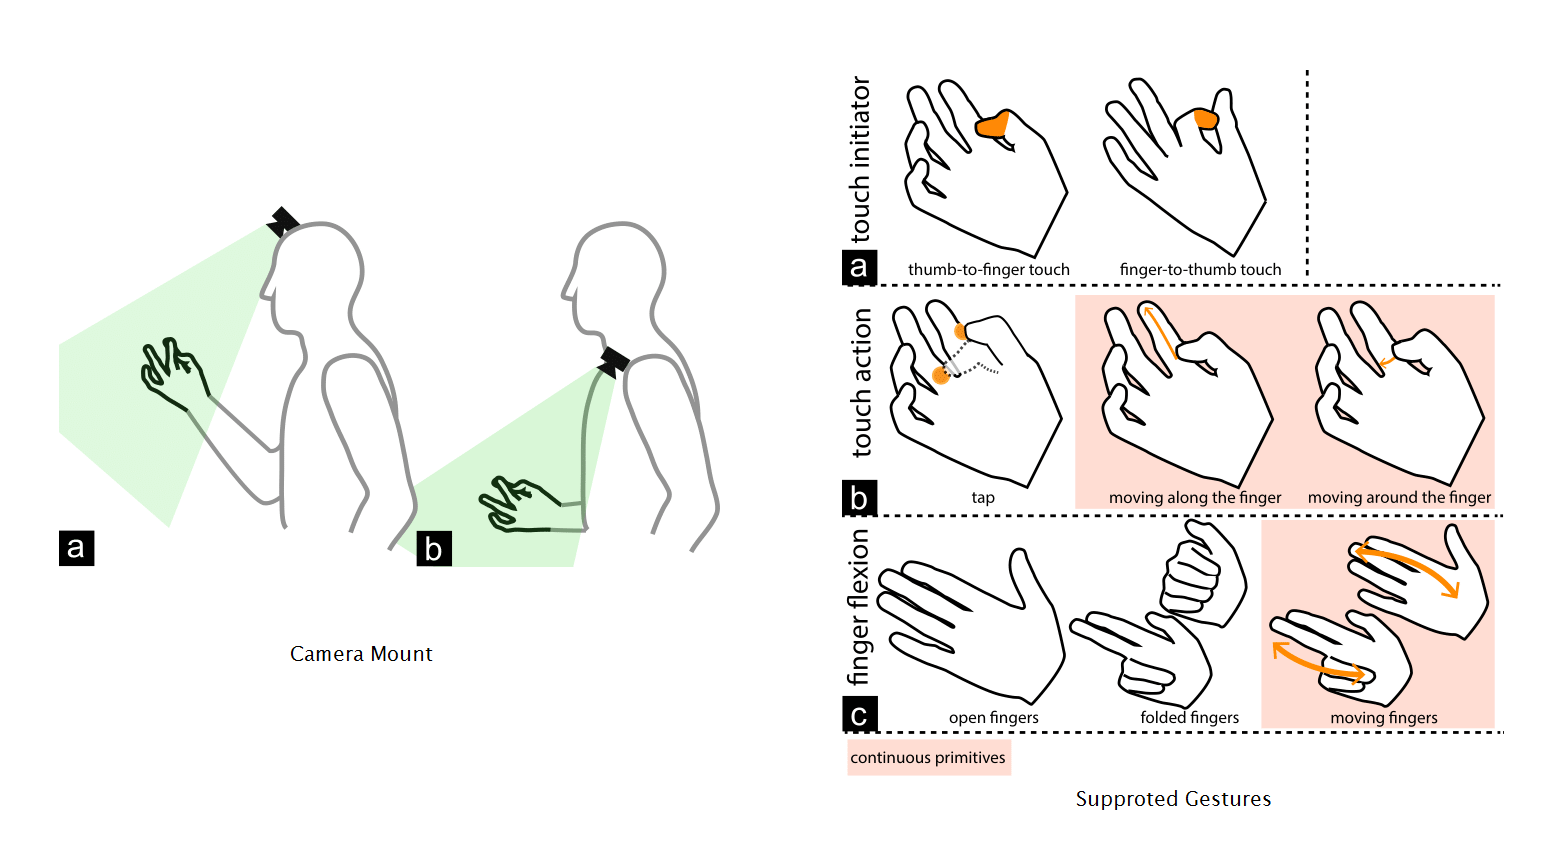 a
b
Camera Mount
touch initiator
a
thumb-to-finger touch
finger-to-thumb touch
touch action
b
tap
moving along the finger
moving around the finger
finger flexion
c
open fingers
folded fingers
moving fingers
continuous primitives
Supproted Gestures